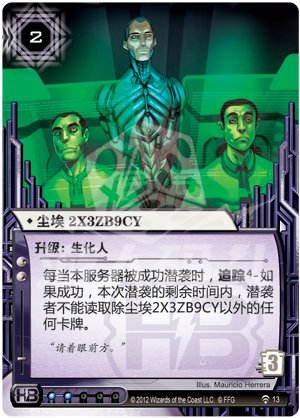 2
◆ 尘埃 2X3ZB9CY
升级: 生化人
每当本服务器被成功潜袭时，追踪⁴-如
果成功，本次潜袭的剩余时间内，潜袭
者不能读取除尘埃2X3ZB9CY以外的任
何卡牌。
“请看眼前方。”
3
Illus. Mauricio Herrera
HB
© 2012 Wizards of the Coast LLC. © FFG
13